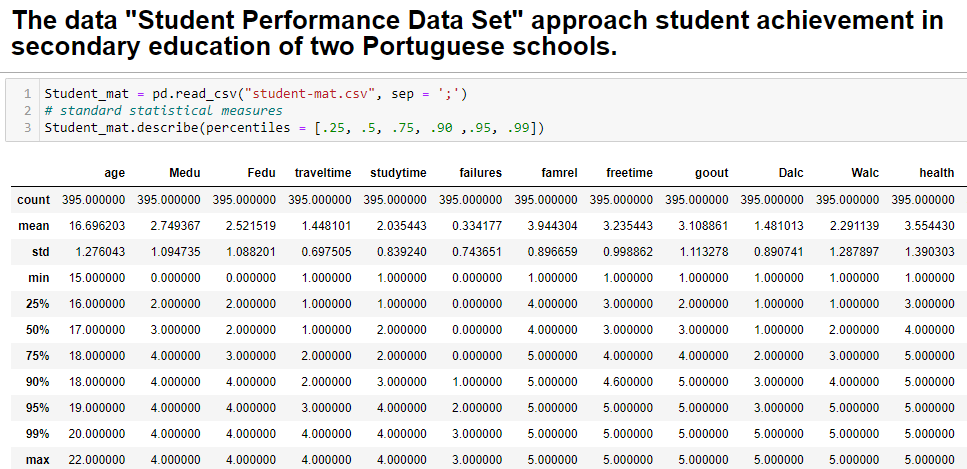 The data "Student Performance Data Set" approach student achievement in
secondary education of two Portuguese schools.
1 Student_mat = pd.read_csv("student-mat.csv", sep = ';')
2 # standard statistical measures
3 Student_mat.describe(percentiles = [.25, .5, .75, .90 ,.95, .99])
age Medu Fedu traveltime studytime failures famrel freetime goout Dalc Walc health
count 395.000000 395.000000 395.000000 395.000000 395.000000 395.000000 395.000000 395.000000 395.000000 395.000000 395.000000 395.000000
mean 16.696203 2.749367 2.521519 1.448101 2.035443 0.334177 3.944304 3.235443 3.108861 1.481013 2.291139 3.554430
std 1.276043 1.094735 1.088201 0.697505 0.839240 0.743651 0.896659 0.998862 1.113278 0.890741 1.287897 1.390303
min 15.000000 0.000000 0.000000 1.000000 1.000000 0.000000 1.000000 1.000000 1.000000 1.000000 1.000000 1.000000
25% 16.000000 2.000000 2.000000 1.000000 1.000000 0.000000 4.000000 3.000000 2.000000 1.000000 1.000000 3.000000
50% 17.000000 3.000000 2.000000 1.000000 2.000000 0.000000 4.000000 3.000000 3.000000 1.000000 2.000000 4.000000
75% 18.000000 4.000000 3.000000 2.000000 2.000000 0.000000 5.000000 4.000000 4.000000 2.000000 3.000000 5.000000
90% 18.000000 4.000000 4.000000 2.000000 3.000000 1.000000 5.000000 4.600000 5.000000 3.000000 4.000000 5.000000
95% 19.000000 4.000000 4.000000 3.000000 4.000000 2.000000 5.000000 5.000000 5.000000 3.000000 5.000000 5.000000
99% 20.000000 4.000000 4.000000 4.000000 4.000000 3.000000 5.000000 5.000000 5.000000 5.000000 5.000000 5.000000
max 22.000000 4.000000 4.000000 4.000000 4.000000 3.000000 5.000000 5.000000 5.000000 5.000000 5.000000 5.000000